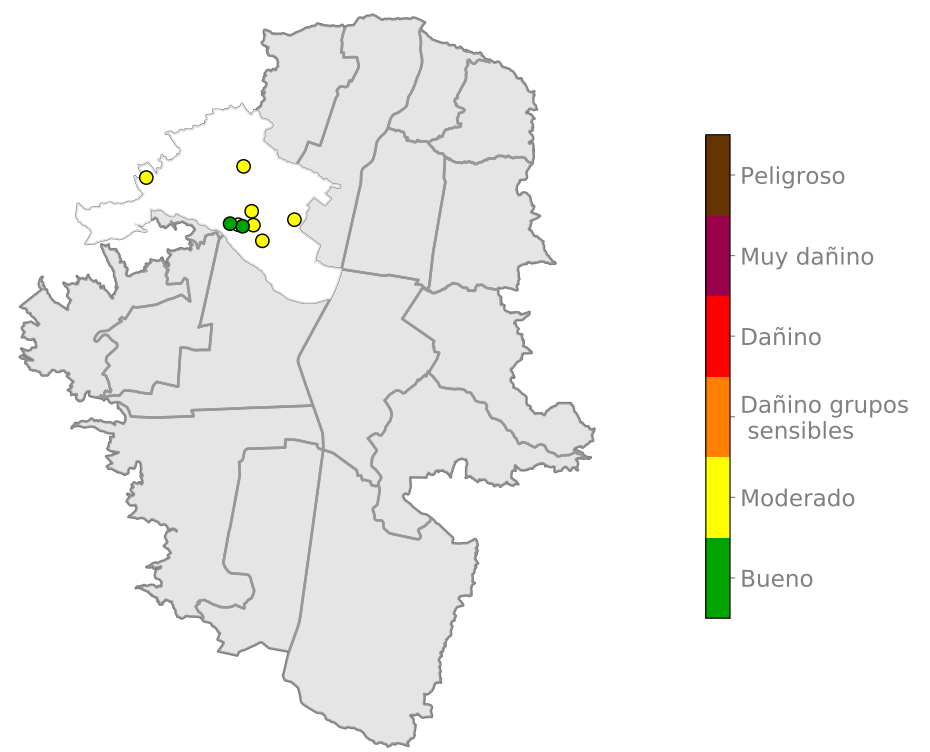 Peligroso
Muy dañino
Dañino
Dañino grupos
sensibles
Moderado
Bueno